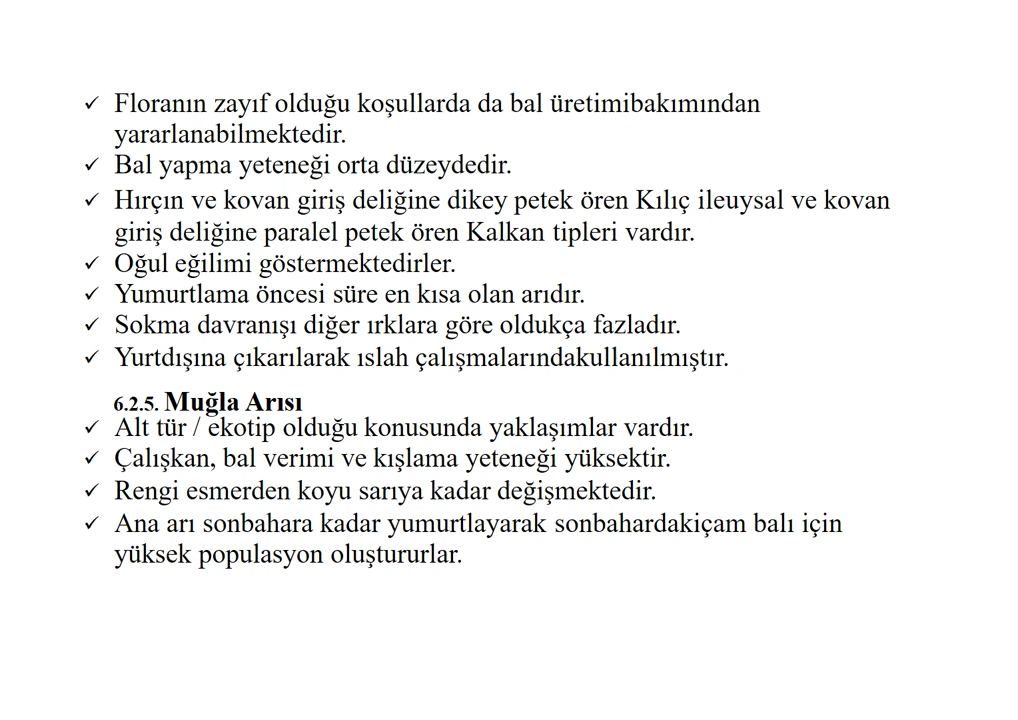 ✓ Floranın zayıf olduğu koşullarda da bal üretimibakımından
yararlanabilmektedir.
✓ Bal yapma yeteneği orta düzeydedir.
✓ Hırçın ve kovan giriş deliğine dikey petek ören Kılıç ileuysal ve kovan
giriş deliğine paralel petek ören Kalkan tipleri vardır.
✓ Oğul eğilimi göstermektedirler.
✓ Yumurtlama öncesi süre en kısa olan arıdır.
✓ Sokma davranışı diğer ırklara göre oldukça fazladır.
✓ Yurtdışına çıkarılarak ıslah çalışmalarındakullanılmıştır.
6.2.5. Muğla Arısı
✓ Alt tür / ekotip olduğu konusunda yaklaşımlar vardır.
✓ Çalışkan, bal verimi ve kışlama yeteneği yüksektir.
✓ Rengi esmerden koyu sarıya kadar değişmektedir.
✓ Ana arı sonbahara kadar yumurtlayarak sonbahardakiçam balı için
yüksek populasyon oluştururlar.